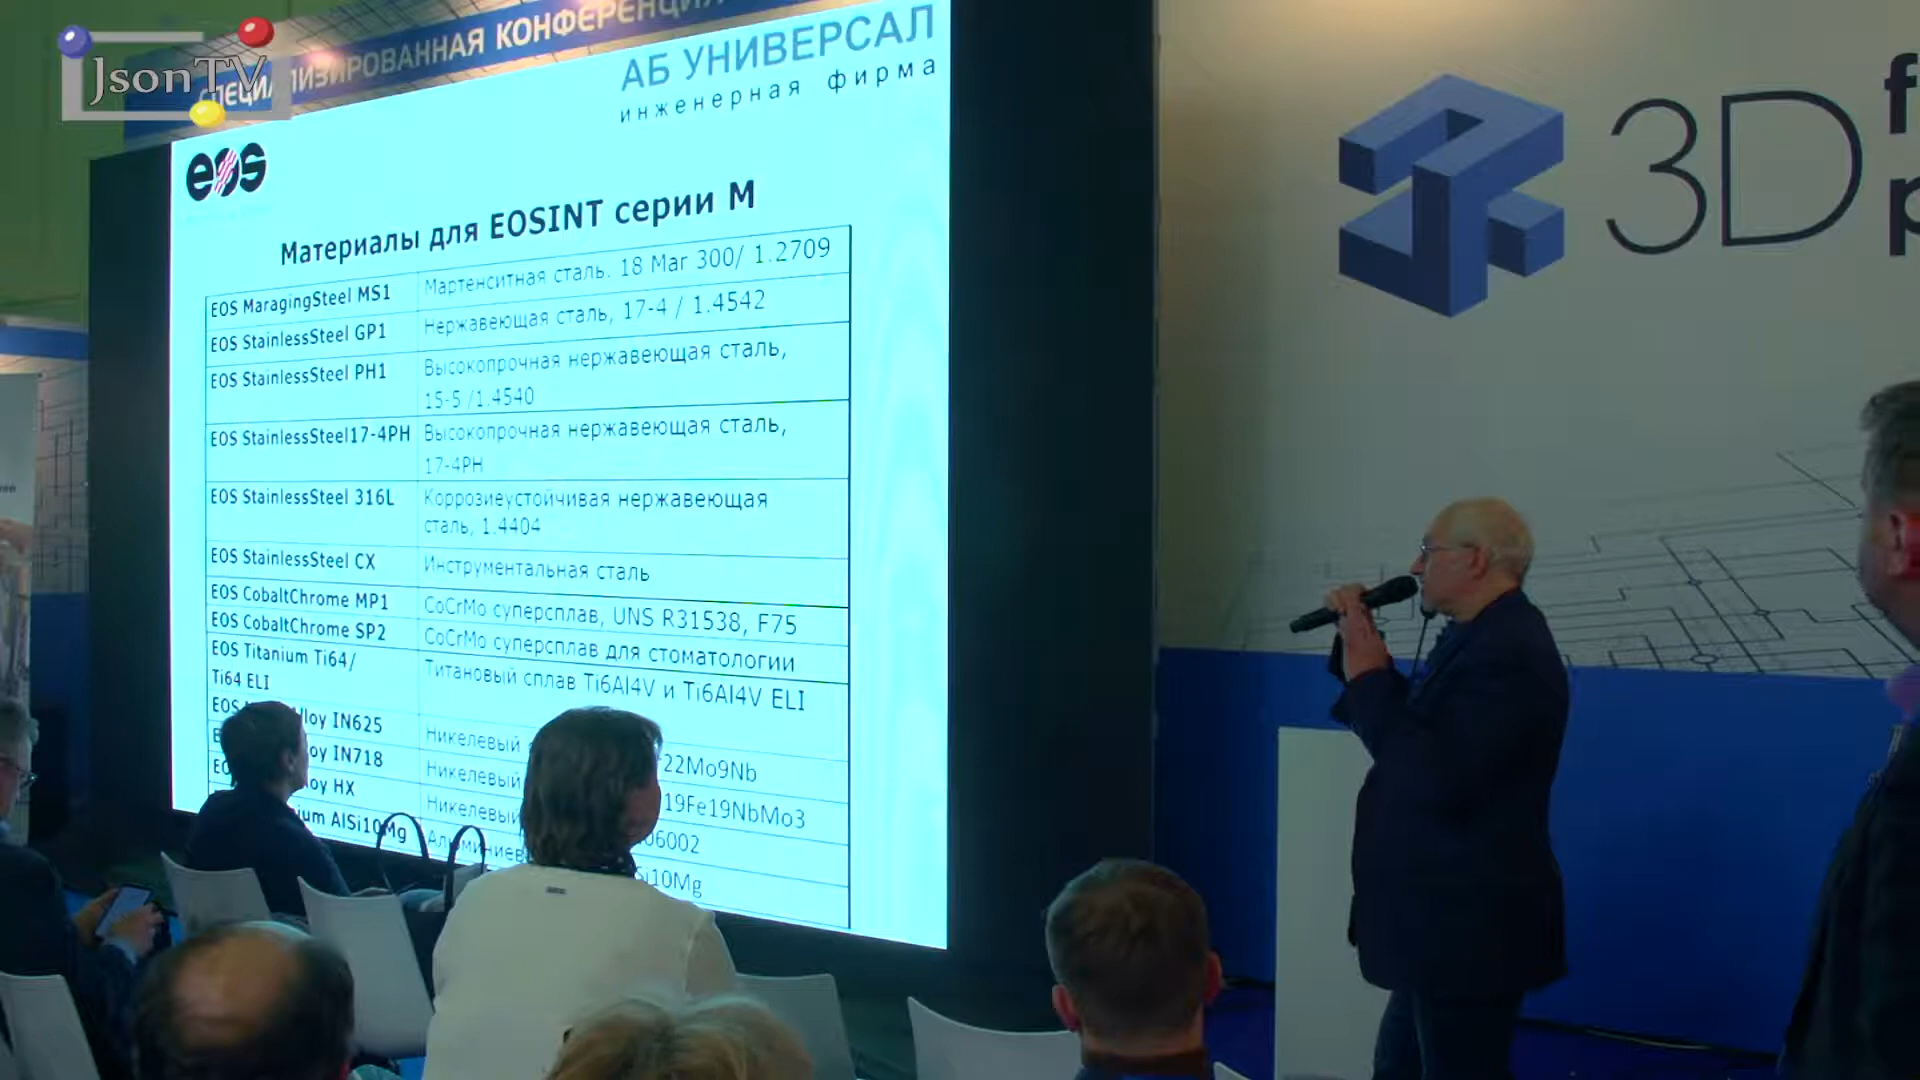 JsonTV
СПЕЦИАЛИЗИРОВАННАЯ КОНФЕРЕНЦИЯ
АБ УНИВЕРСАЛ
инженерная фирма
eos
Материалы для EOSINT серии М
EOS MaragingSteel MS1
Мартенситная сталь. 18 Mar 300/ 1.2709
EOS StainlessSteel GP1
Нержавеющая сталь, 17-4 / 1.4542
EOS StainlessSteel PH1
Высокопрочная нержавеющая сталь,
15-5 /1.4540
EOS StainlessSteel17-4PH
Высокопрочная нержавеющая сталь,
17-4PH
EOS StainlessSteel 316L
Коррозиеустойчивая нержавеющая
сталь, 1.4404
EOS StainlessSteel CX
Инструментальная сталь
EOS CobaltChrome MP1
CoCrMo суперсплав, UNS R31538, F75
EOS CobaltChrome SP2
CoCrMo суперсплав для стоматологии
EOS Titanium Ti64/
Ti64 ELI
Титановый сплав Ti6Al4V и Ti6Al4V ELI
EOS IN625
Никелевый 22Mo9Nb
IN718
Никелевый 19Fe19NbMo3
HX
Никелевый 06002
AlSi10Mg
Si10Mg
3D